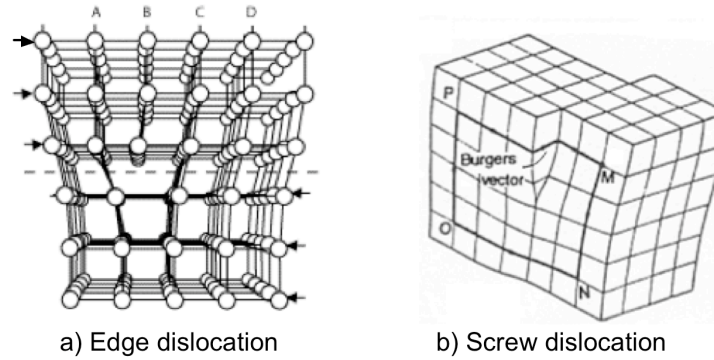 A B C D
P
Burgers
vector
M
O
N
a) Edge dislocation
b) Screw dislocation